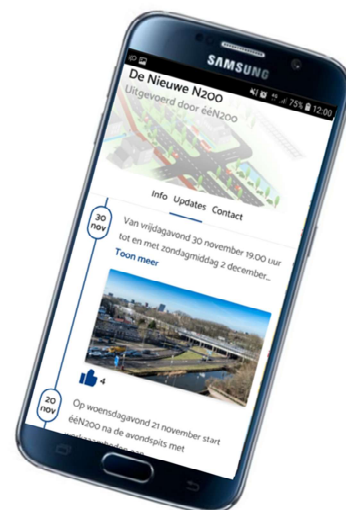 SAMSUNG
75% 12:00
De Nieuwe N200
Uitgevoerd door ééN200
Info Updates Contact
30 nov
Van vrijdagavond 30 november 19.00 uur
tot en met zondagmiddag 2 december...
Toon meer
4
20 nov
Op woensdagavond 21 november start
ééN200 na de avondspits met